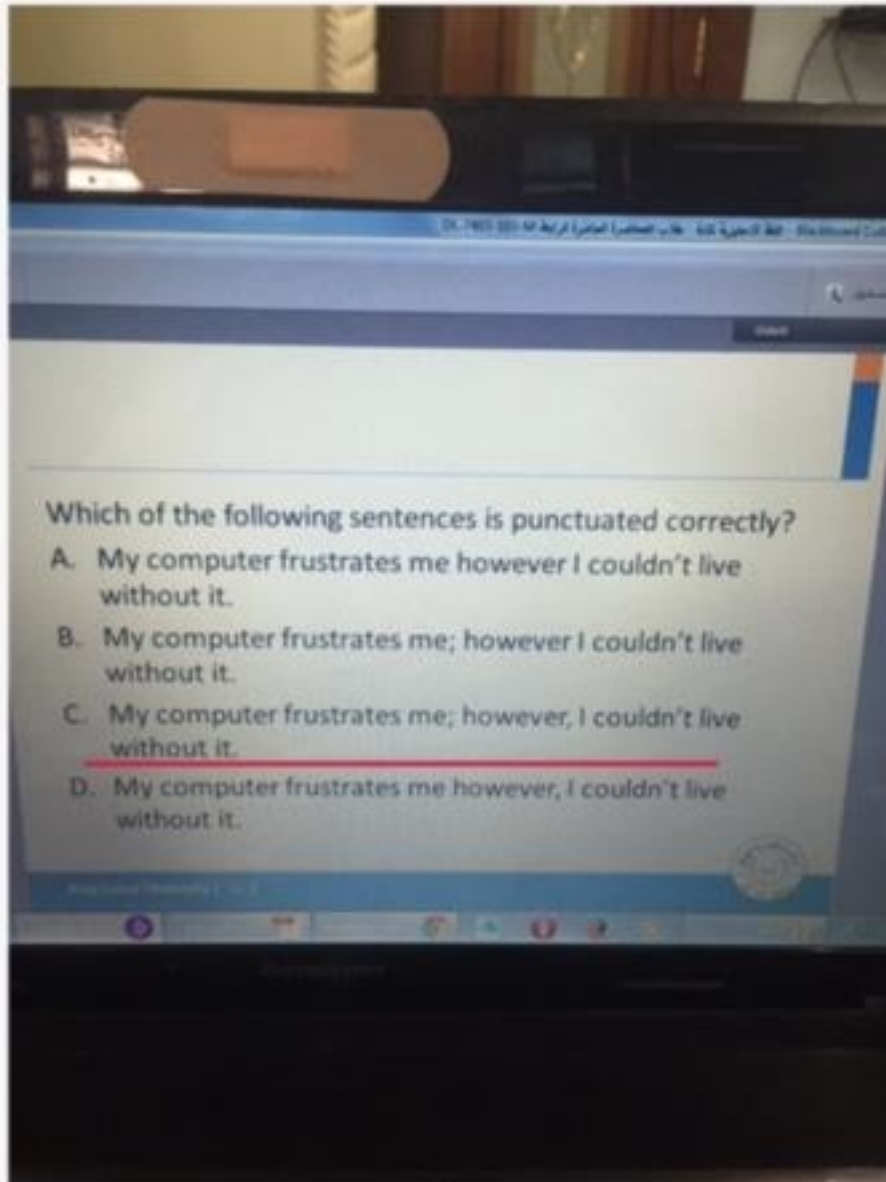 Which of the following sentences is punctuated correctly?
A. My computer frustrates me however I couldn't live
without it.
B. My computer frustrates me; however I couldn't live
without it.
C. My computer frustrates me; however, I couldn't live
without it.
D. My computer frustrates me however, I couldn't live
without it.